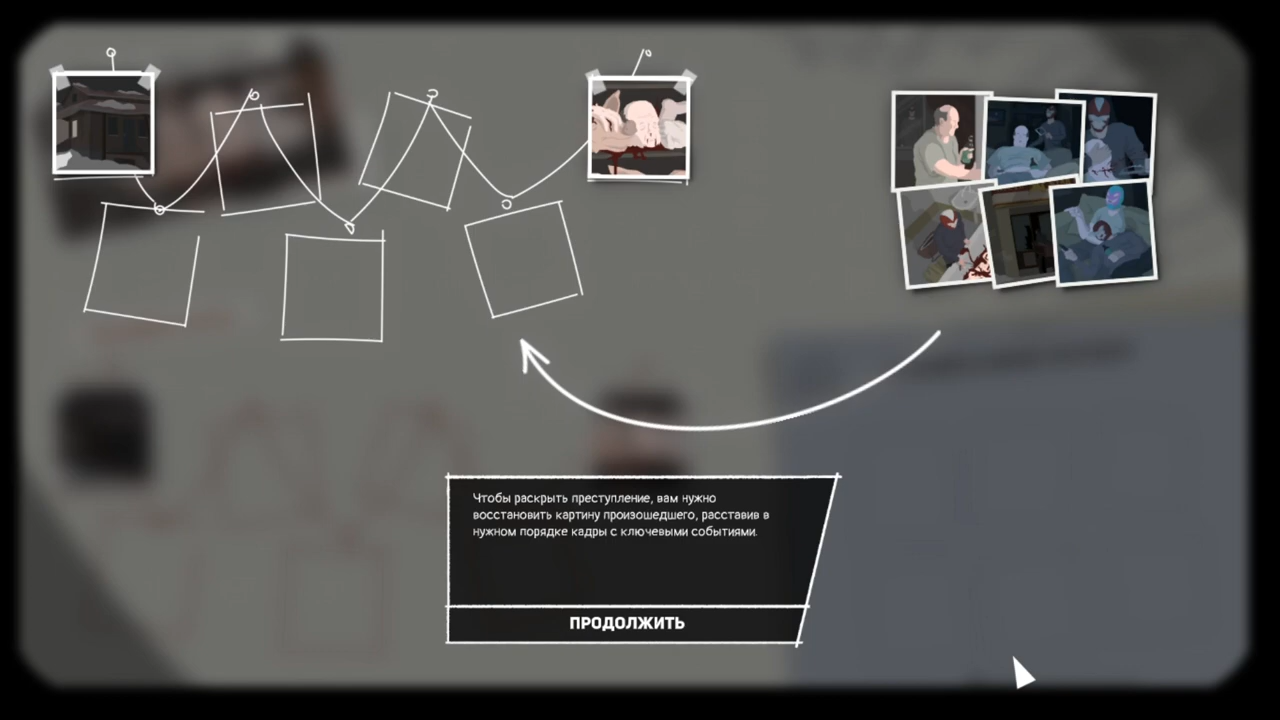 Чтобы раскрыть преступление, вам нужно
восстановить картину произошедшего, расставив в
нужном порядке кадры с ключевыми событиями.
ПРОДОЛЖИТЬ